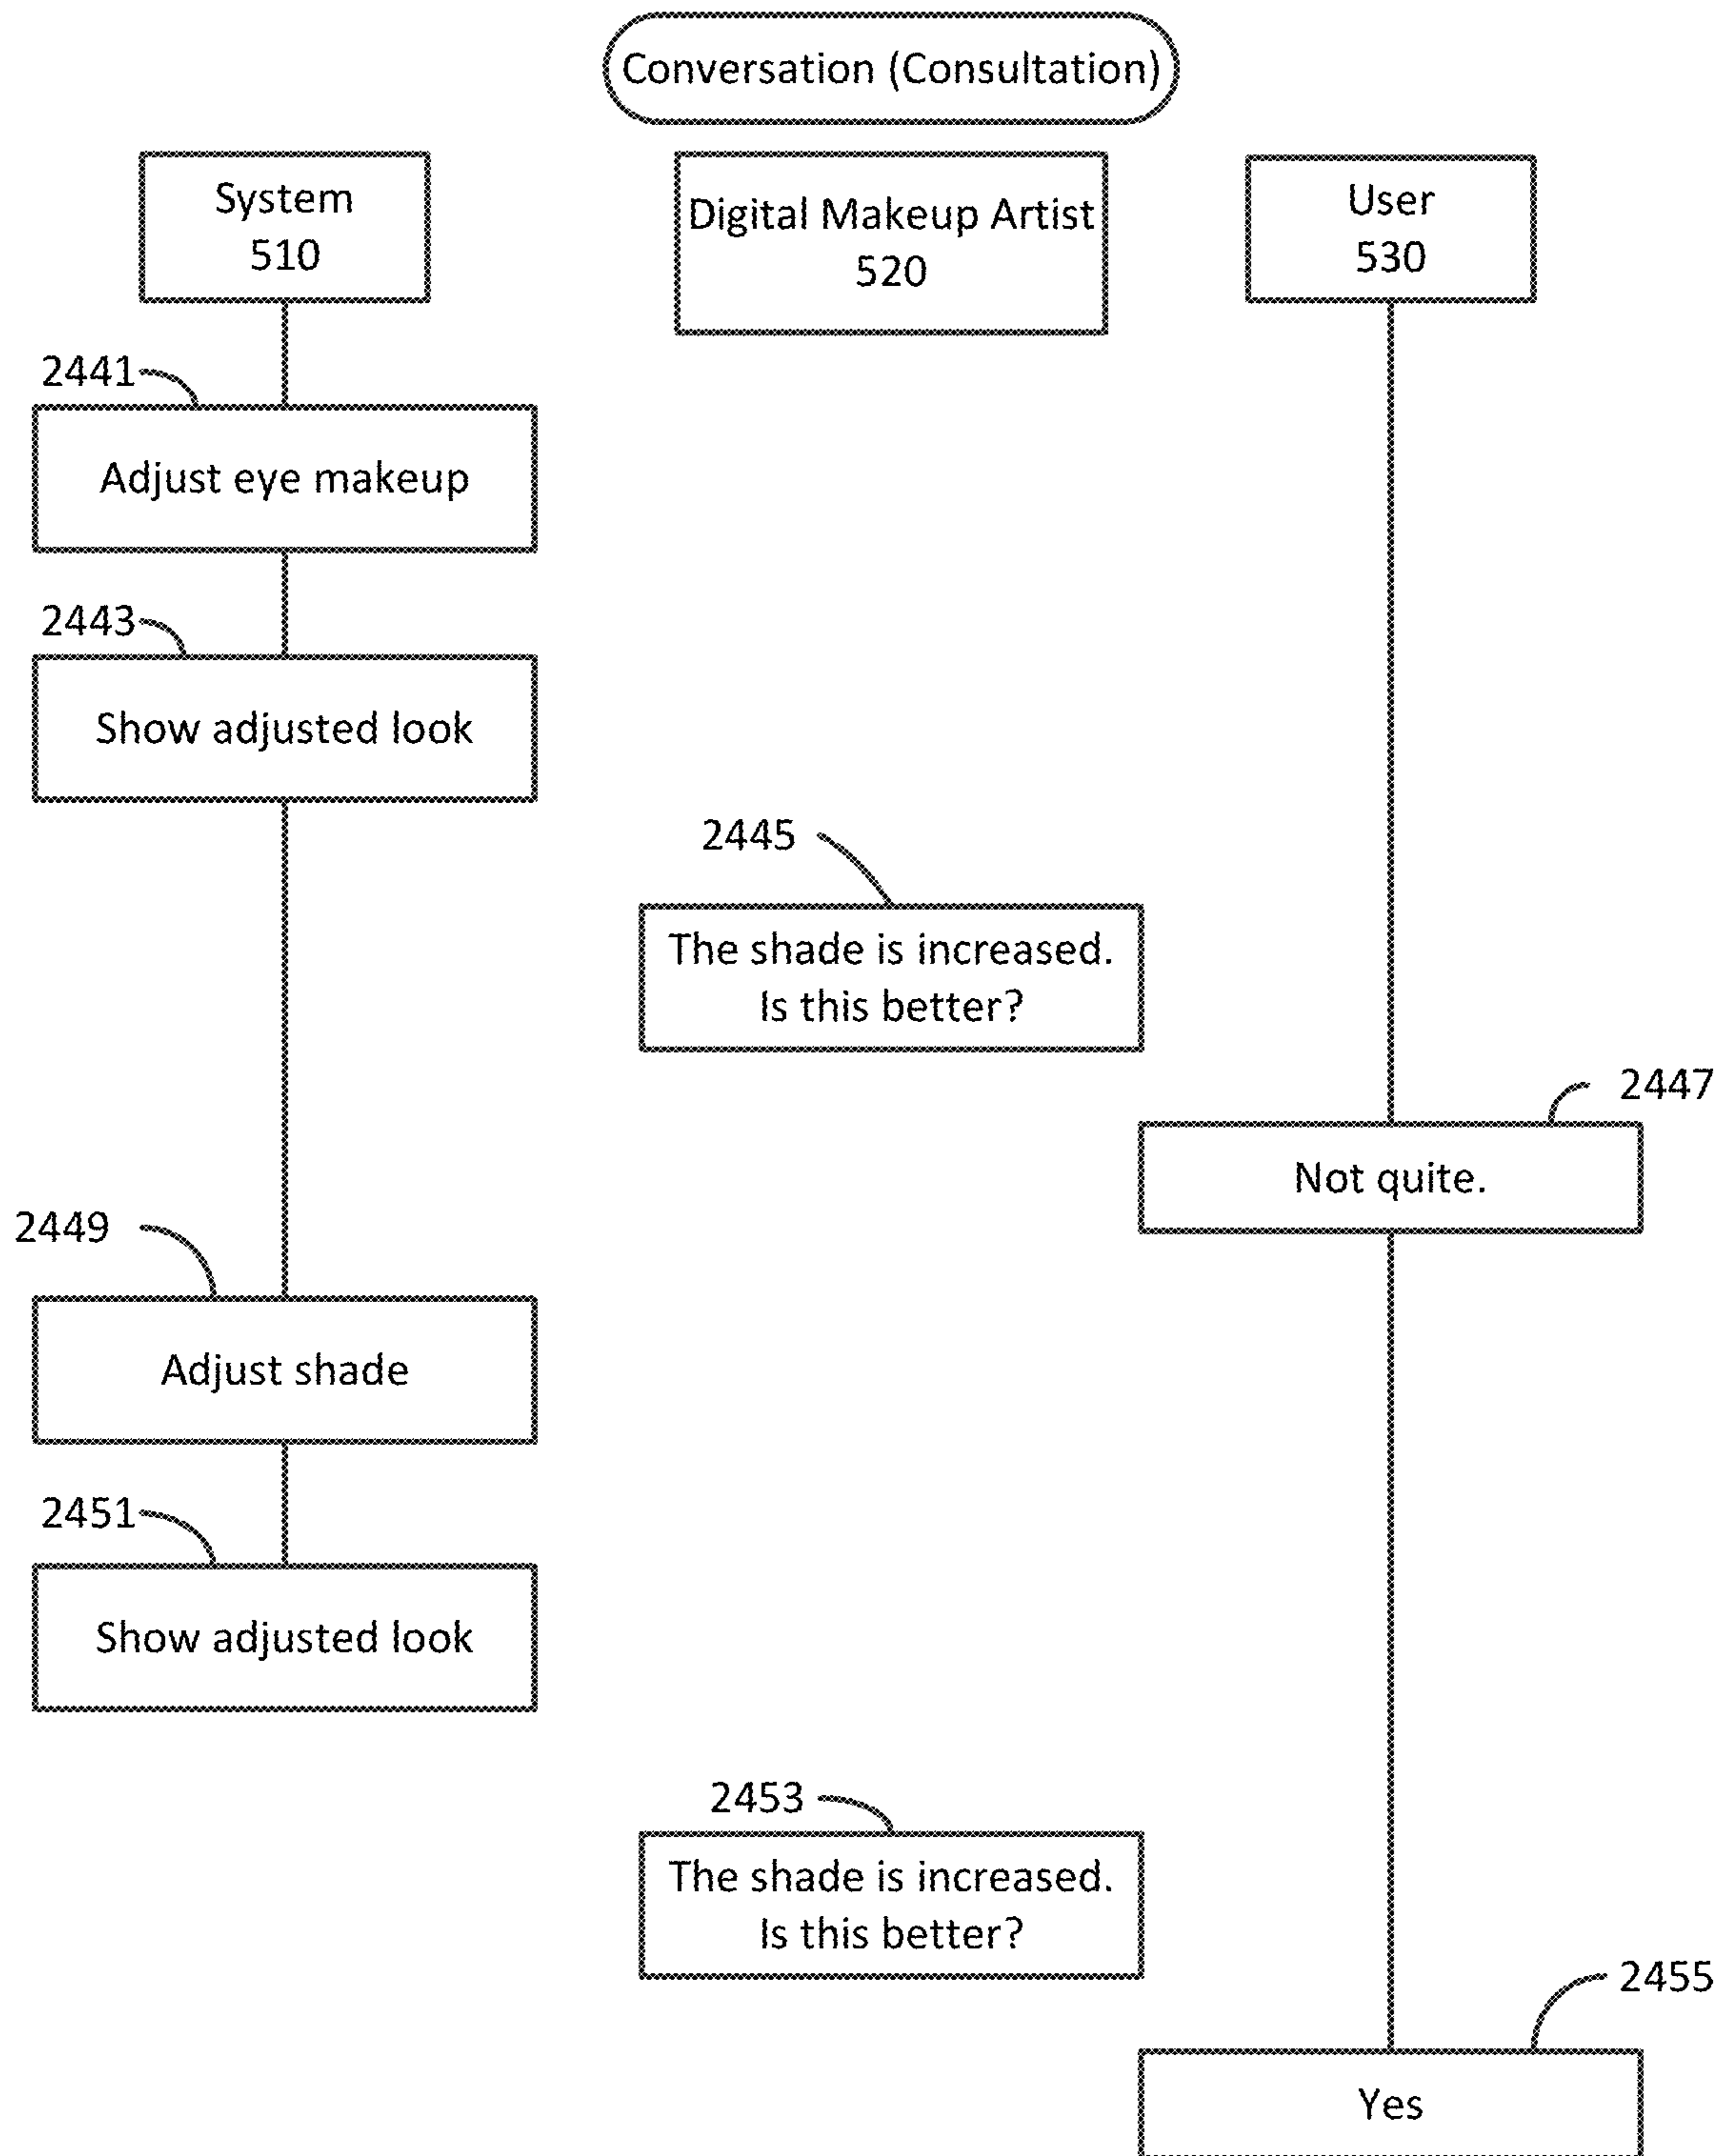 Conversation (Consultation)
System
510
Digital Makeup Artist
520
User
530
2441
Adjust eye makeup
2443
Show adjusted look
2445
The shade is increased.
Is this better?
2447
Not quite.
2449
Adjust shade
2451
Show adjusted look
2453
The shade is increased.
Is this better?
2455
Yes